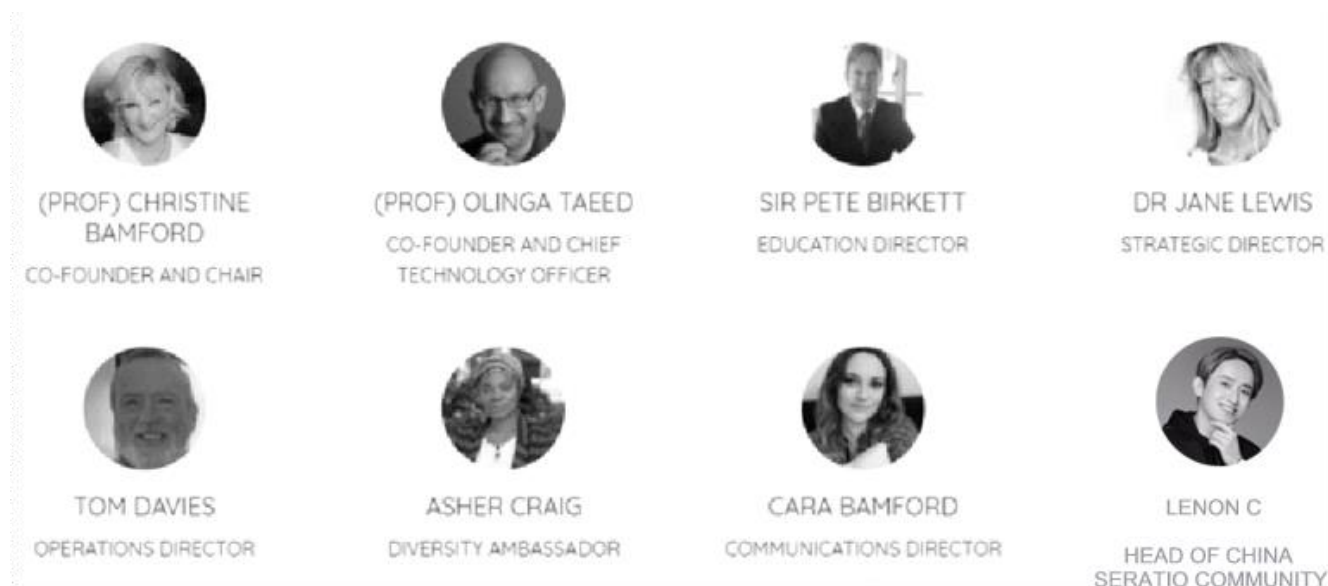 (PROF) CHRISTINE
BAMFORD
CO-FOUNDER AND CHAIR
(PROF) OLINGA TAEED
CO-FOUNDER AND CHIEF
TECHNOLOGY OFFICER
SIR PETE BIRKETT
EDUCATION DIRECTOR
DR JANE LEWIS
STRATEGIC DIRECTOR
TOM DAVIES
OPERATIONS DIRECTOR
ASHER CRAIG
DIVERSITY AMBASSADOR
CARA BAMFORD
COMMUNICATIONS DIRECTOR
LENON C
HEAD OF CHINA
SERATIO COMMUNITY